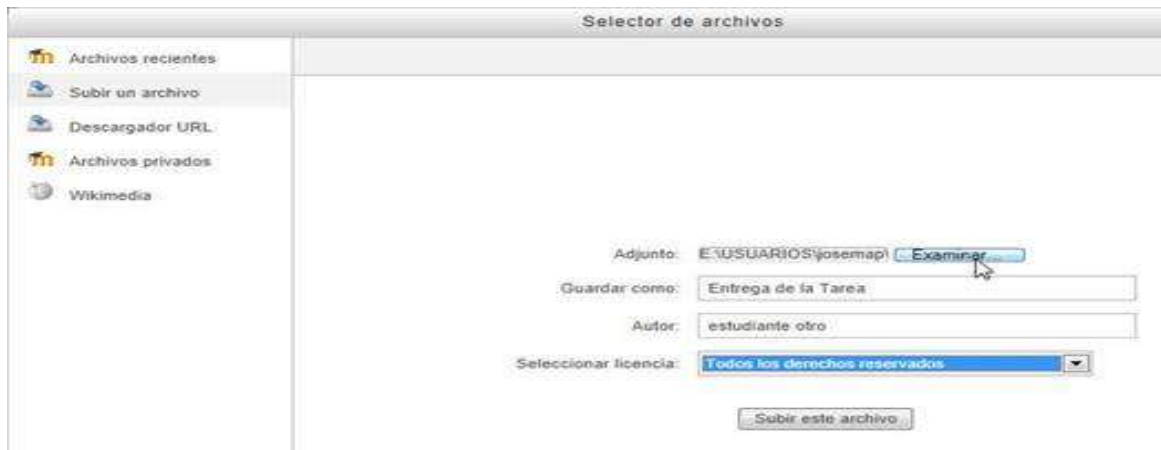 Selector de archivos
Archivos recientes
Subir un archivo
Descargador URL
Archivos privados
Wikimedia
Adjunto: E:\USUARIOS\josemap\ Examinar...
Guardar como: Entrega de la Tarea
Autor: estudiante otro
Seleccionar licencia: Todos los derechos reservados
Subir este archivo